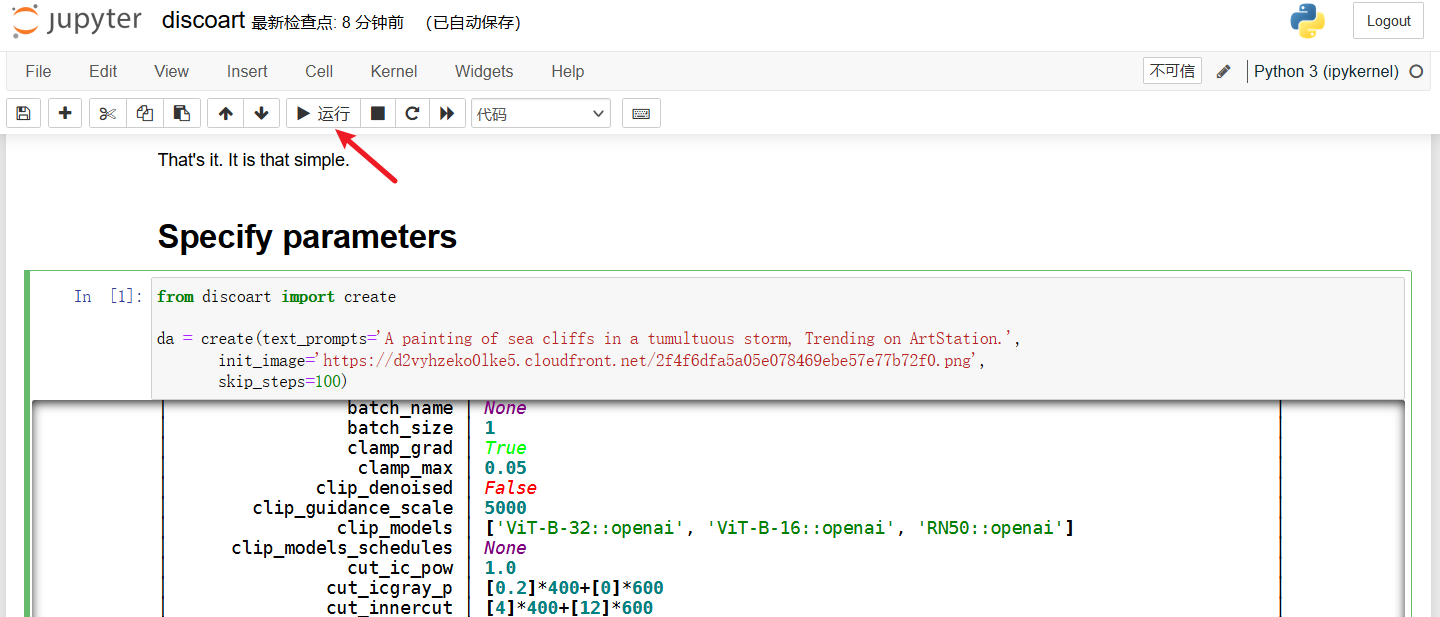 jupyter discoart 最新检查点: 8 分钟前 (已自动保存) Logout
File Edit View Insert Cell Kernel Widgets Help 不可信 Python 3 (ipykernel)
运行 代码
That's it. It is that simple.
Specify parameters
In [1]: from discoart import create
da = create(text_prompts='A painting of sea cliffs in a tumultuous storm, Trending on ArtStation.',
init_image='https://d2vyhzeko0lke5.cloudfront.net/2f4f6dfa5a05e078469ebe57e77b72f0.png',
skip_steps=100)
batch_name None
batch_size 1
clamp_grad True
clamp_max 0.05
clip_denoised False
clip_guidance_scale 5000
clip_models ['ViT-B-32::openai', 'ViT-B-16::openai', 'RN50::openai']
clip_models_schedules None
cut_ic_pow 1.0
cut_icgray_p [0.2]*400+[0]*600
cut_innercut [4]*400+[12]*600